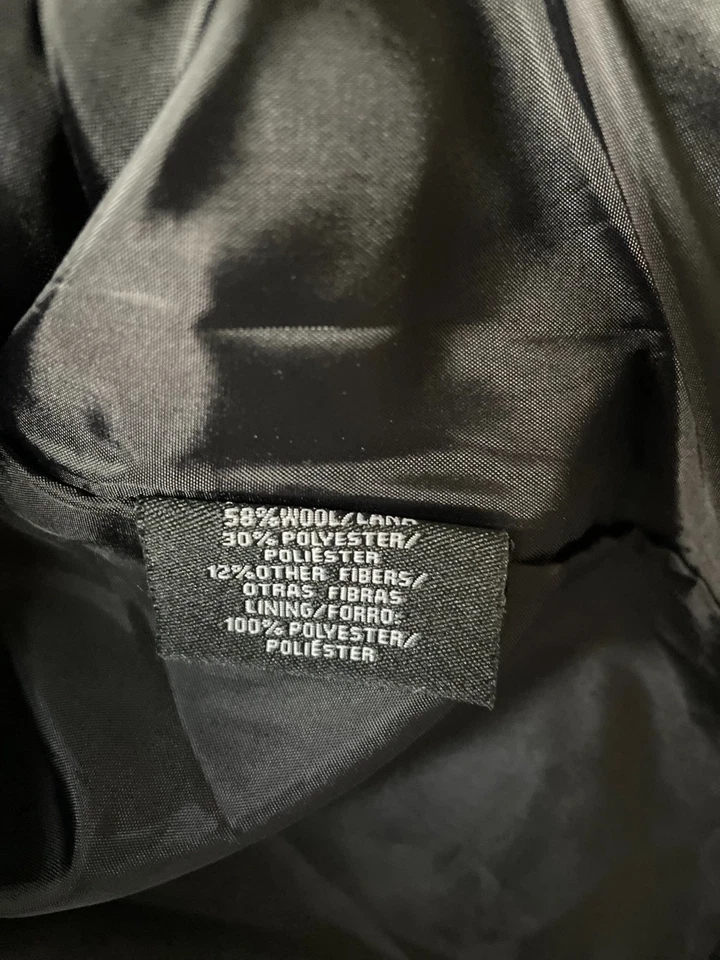 58%WOOL/LANA
30%POLYESTER/
POLIÉSTER
12%OTHER FIBERS/
OTRAS FIBRAS
LINING/FORRO:
100%POLYESTER/
POLIÉSTER